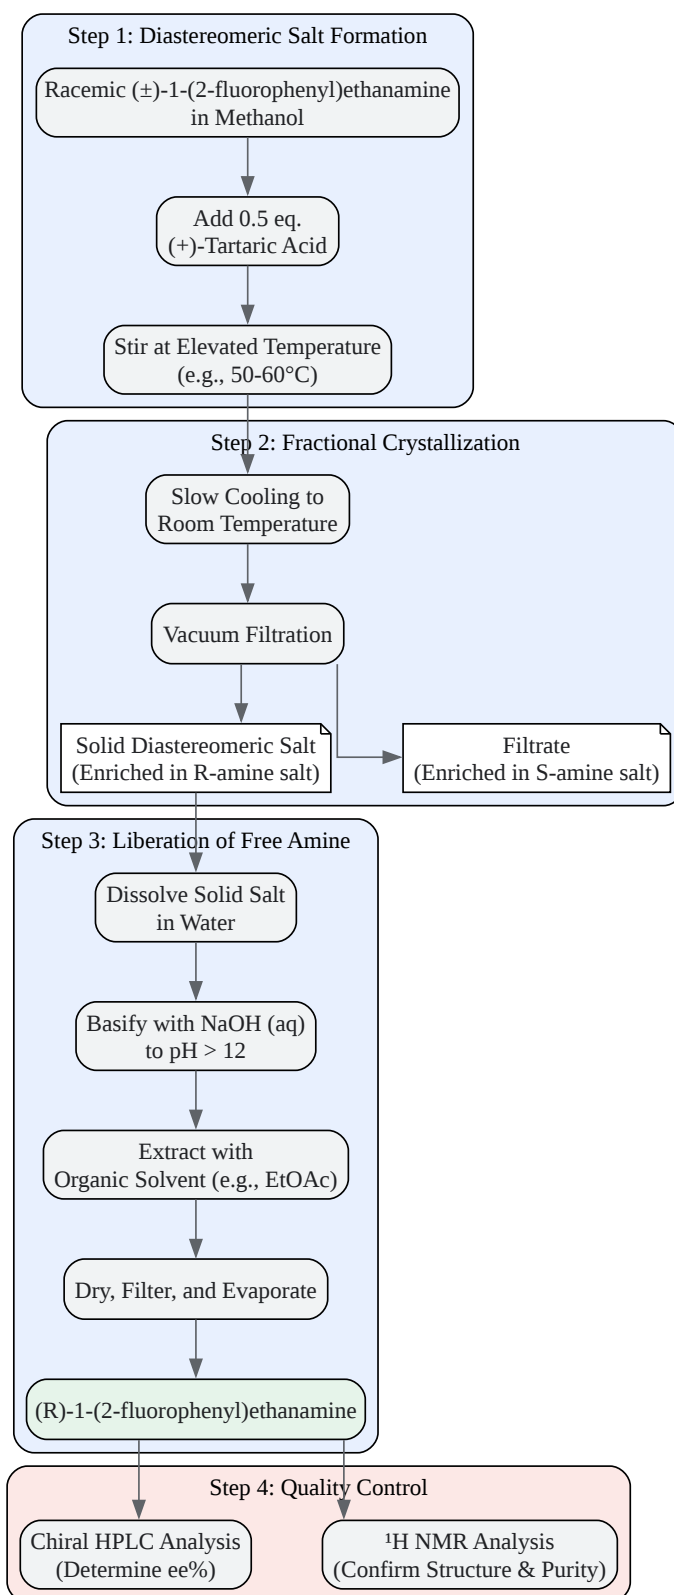 Step 1: Diastereomeric Salt Formation
Racemic (±)-1-(2-fluorophenyl)ethanamine
in Methanol
Add 0.5 eq.
(+)-Tartaric Acid
Stir at Elevated Temperature
(e.g., 50-60°C)
Step 2: Fractional Crystallization
Slow Cooling to
Room Temperature
Vacuum Filtration
Solid Diastereomeric Salt
(Enriched in R-amine salt)
Filtrate
(Enriched in S-amine salt)
Step 3: Liberation of Free Amine
Dissolve Solid Salt
in Water
Basify with NaOH (aq)
to pH > 12
Extract with
Organic Solvent (e.g., EtOAc)
Dry, Filter, and Evaporate
(R)-1-(2-fluorophenyl)ethanamine
Step 4: Quality Control
Chiral HPLC Analysis
(Determine ee%)
¹H NMR Analysis
(Confirm Structure & Purity)